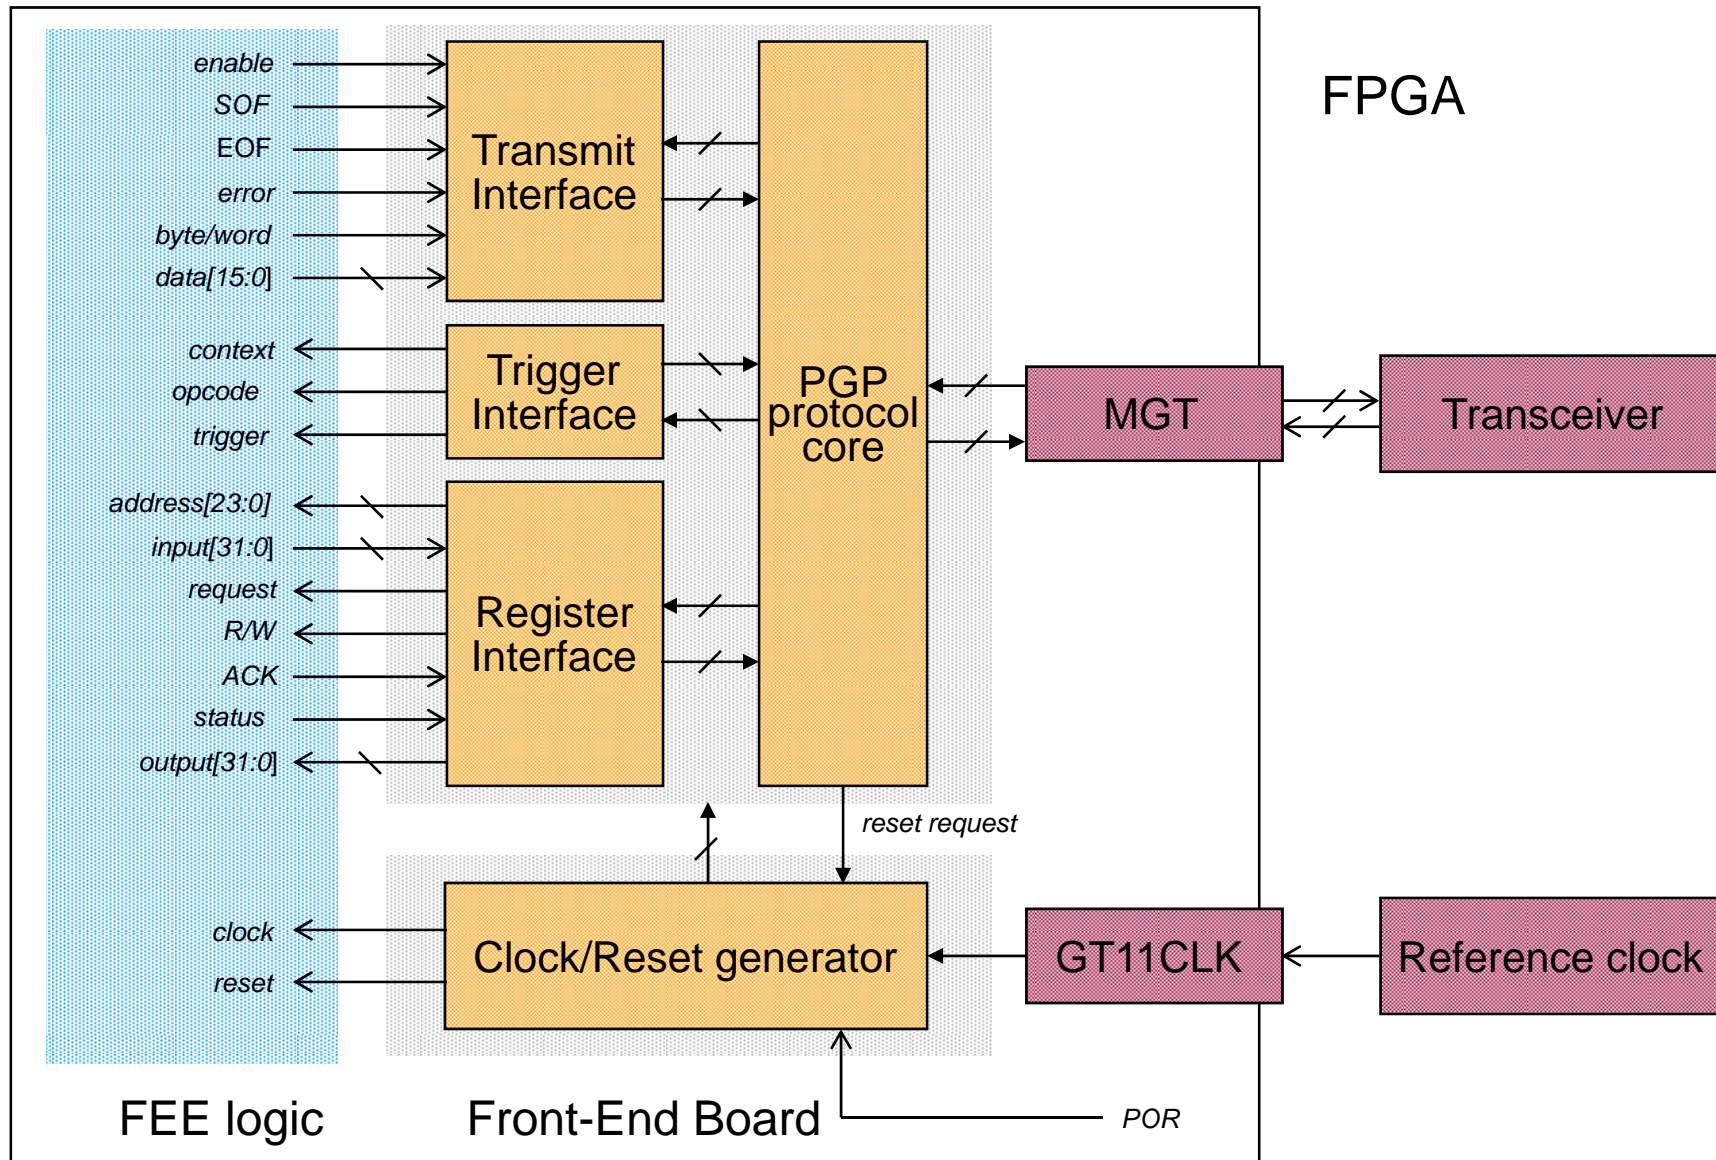 enable
SOF
EOF
error
byte/word
data[15:0]
Transmit
Interface
FPGA
context
opcode
trigger
Trigger
Interface
PGP
protocol
core
MGT
Transceiver
address[23:0]
input[31:0]
request
R/W
ACK
status
output[31:0]
Register
Interface
reset request
clock
reset
Clock/Reset generator
GT11CLK
Reference clock
FEE logic
Front-End Board
POR